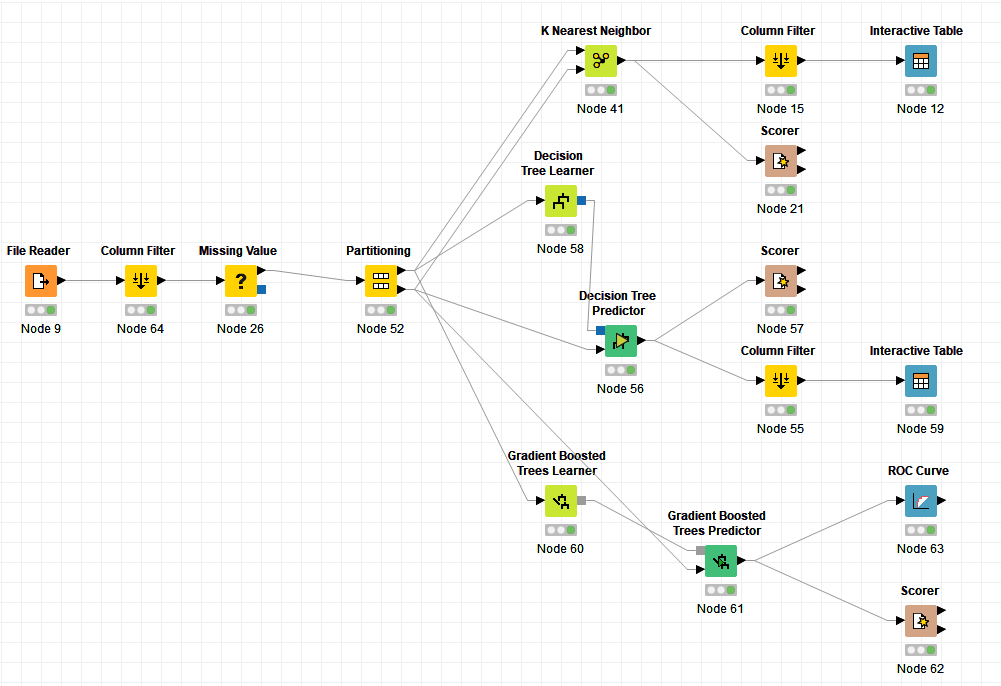 K Nearest Neighbor
Node 41
Column Filter
Node 15
Interactive Table
Node 12
Scorer
Node 21
Decision
Tree Learner
Node 58
File Reader
Node 9
Column Filter
Node 64
Missing Value
?
Node 26
Partitioning
Node 52
Scorer
Node 57
Decision Tree
Predictor
Node 56
Column Filter
Node 55
Interactive Table
Node 59
Gradient Boosted
Trees Learner
Node 60
Gradient Boosted
Trees Predictor
Node 61
ROC Curve
Node 63
Scorer
Node 62